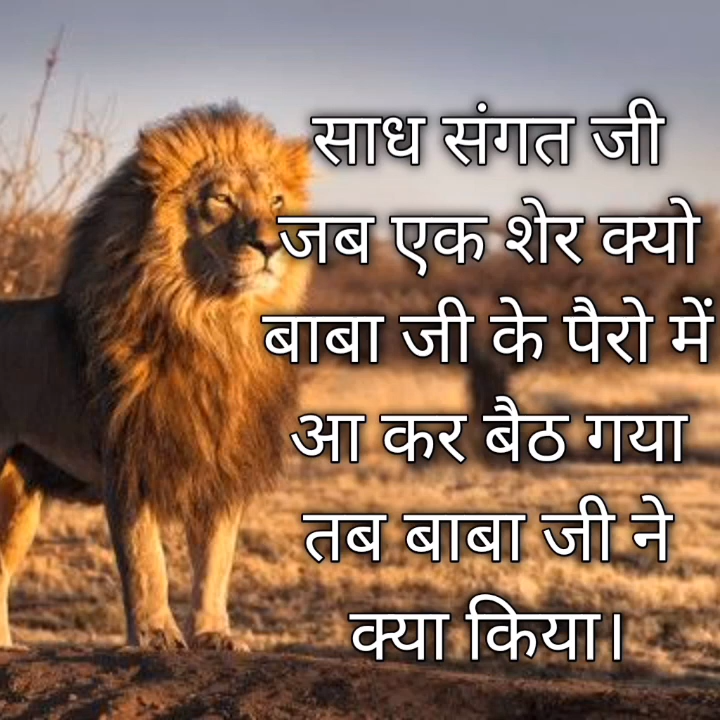 साध संगत जी
जब एक शेर क्यो
बाबा जी के पैरो में
आ कर बैठ गया
तब बाबा जी ने
क्या किया।